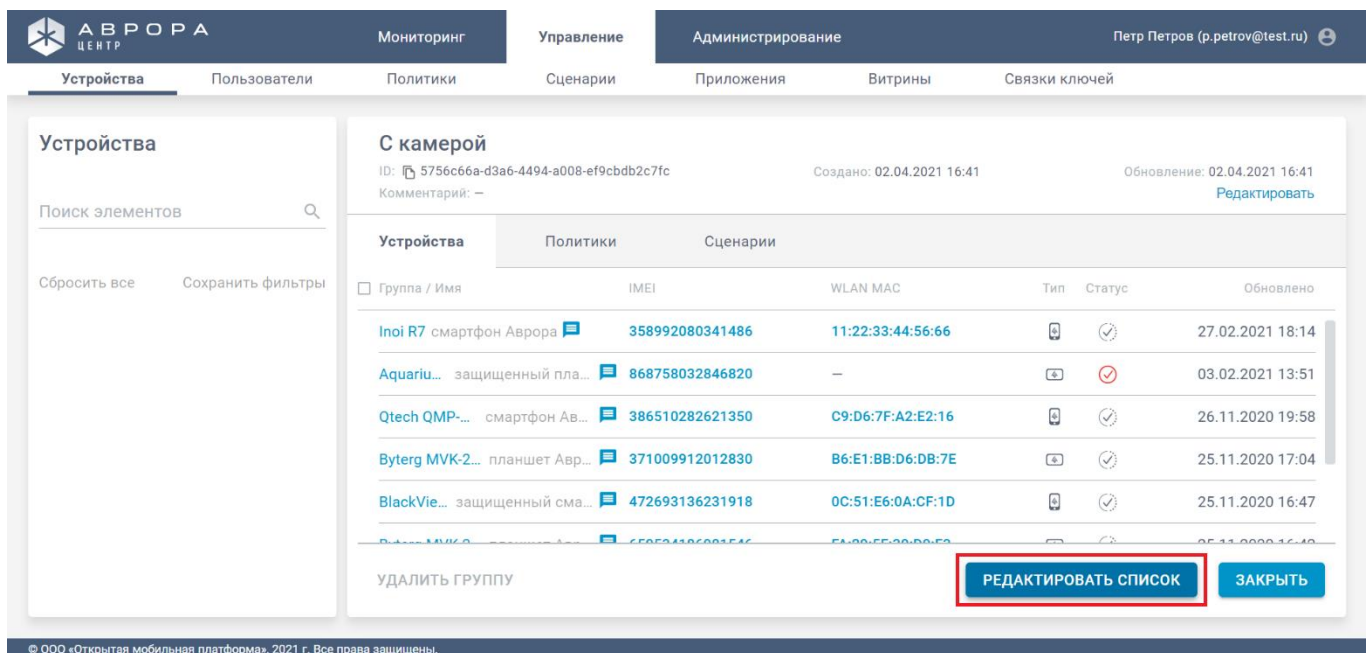 АВРОРА
ЦЕНТР
Мониторинг Управление Администрирование Петр Петров (p.petrov@test.ru)
Устройства Пользователи Политики Сценарии Приложения Витрины Связки ключей
Устройства
Поиск элементов
Сбросить все Сохранить фильтры
С камерой
ID: 5756c66a-d3a6-4494-a008-ef9cbdb2c7fc Создано: 02.04.2021 16:41 Обновление: 02.04.2021 16:41
Комментарий: — Редактировать
Устройства Политики Сценарии
Группа / Имя IMEI WLAN MAC Тип Статус Обновлено
Inoi R7 смартфон Аврора 358992080341486 11:22:33:44:56:66 27.02.2021 18:14
Aquariu... защищенный пла... 868758032846820 — 03.02.2021 13:51
Qtech QMP-... смартфон Ав... 386510282621350 C9:D6:7F:A2:E2:16 26.11.2020 19:58
Byterg MVK-2... планшет Авр... 371009912012830 B6:E1:BB:D6:DB:7E 25.11.2020 17:04
BlackVie... защищенный сма... 472693136231918 0C:51:E6:0A:CF:1D 25.11.2020 16:47
УДАЛИТЬ ГРУППУ РЕДАКТИРОВАТЬ СПИСОК ЗАКРЫТЬ
© ООО «Открытая мобильная платформа», 2021 г. Все права защищены.